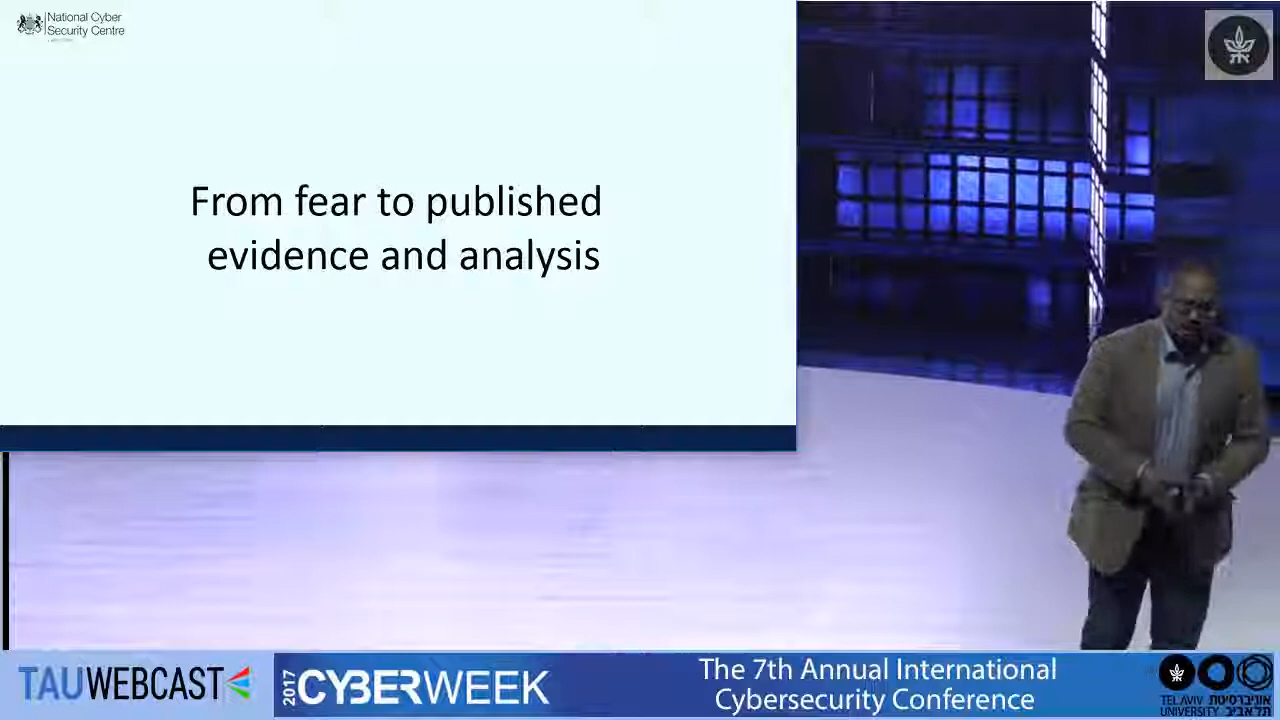 National Cyber
Security Centre
From fear to published
evidence and analysis
TAUWEBCAST
2017 CYBERWEEK
The 7th Annual International
Cybersecurity Conference
TEL AVIV אוניברסיטת
UNIVERSITY תל אביב